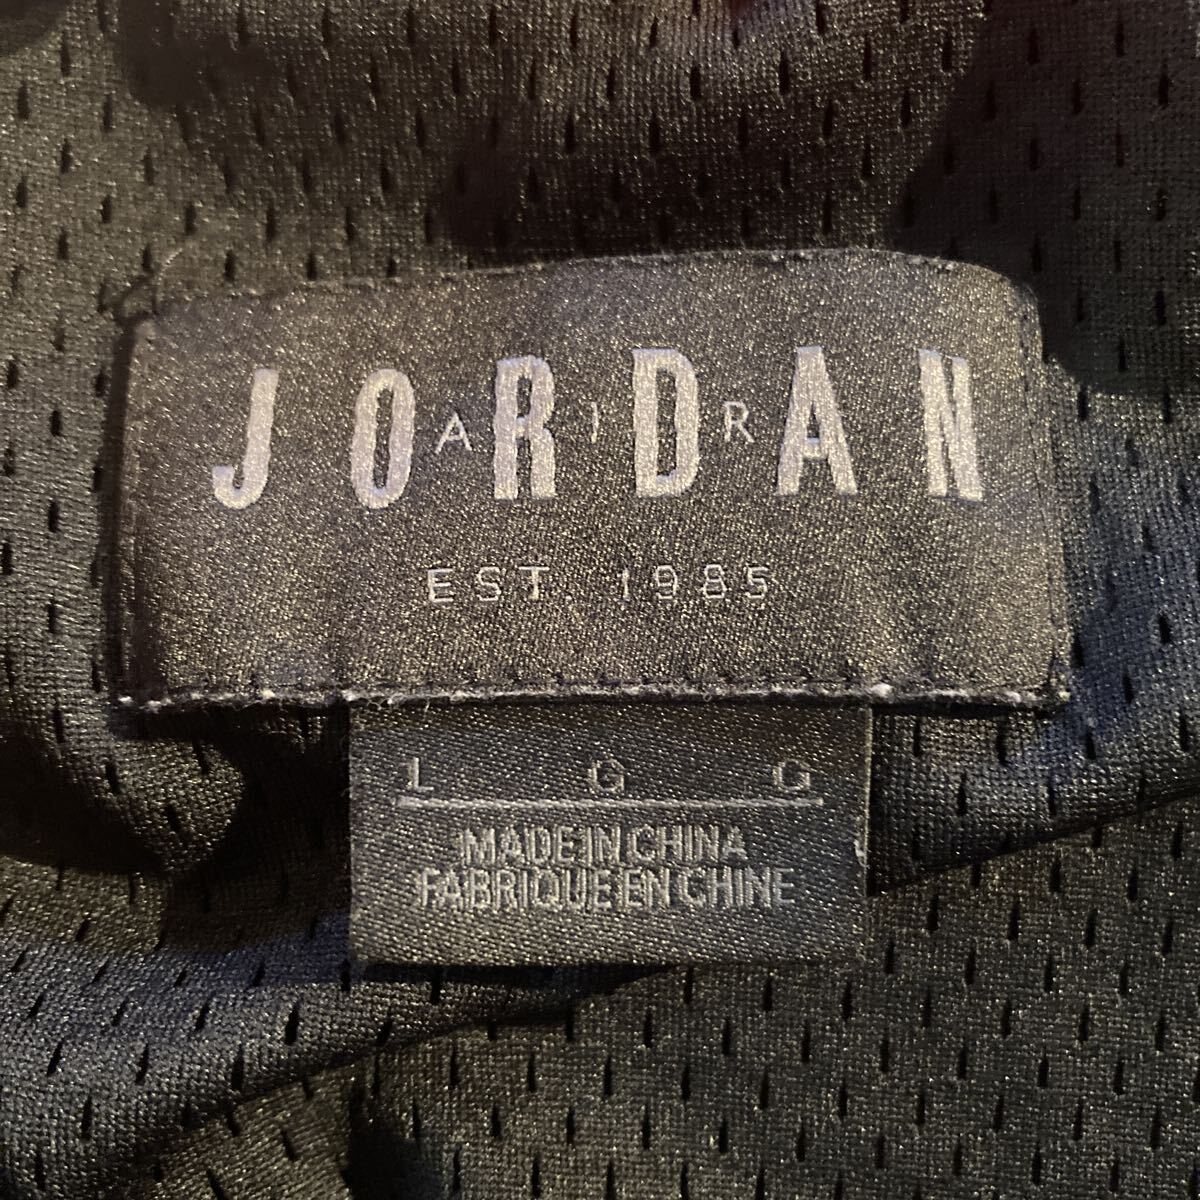 JORDAN
AIR
EST. 1985
L G G
MADE IN CHINA
FABRIQUE EN CHINE